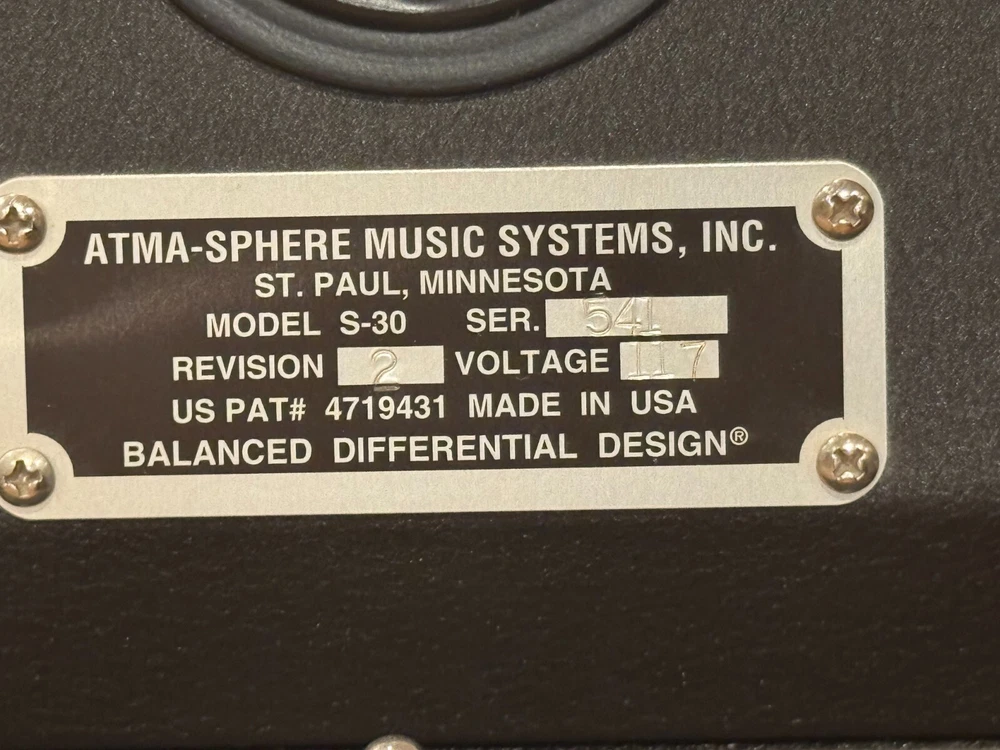 ATMA-SPHERE MUSIC SYSTEMS, INC.
ST. PAUL, MINNESOTA
MODEL S-30 SER. 541
REVISION 2 VOLTAGE 117
US PAT# 4719431 MADE IN USA
BALANCED DIFFERENTIAL DESIGN®